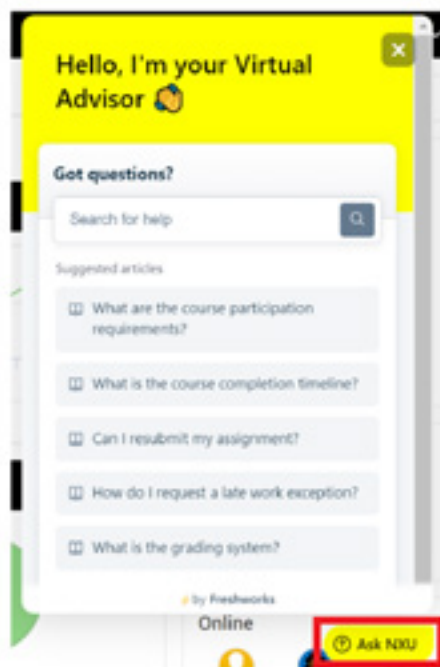 Hello, I'm your Virtual
Advisor
Got questions?
Search for help
Suggested articles
What are the course participation
requirements?
What is the course completion timeline?
Can I resubmit my assignment?
How do I request a late work exception?
What is the grading system?
by Freshworks
Online
Ask NXU